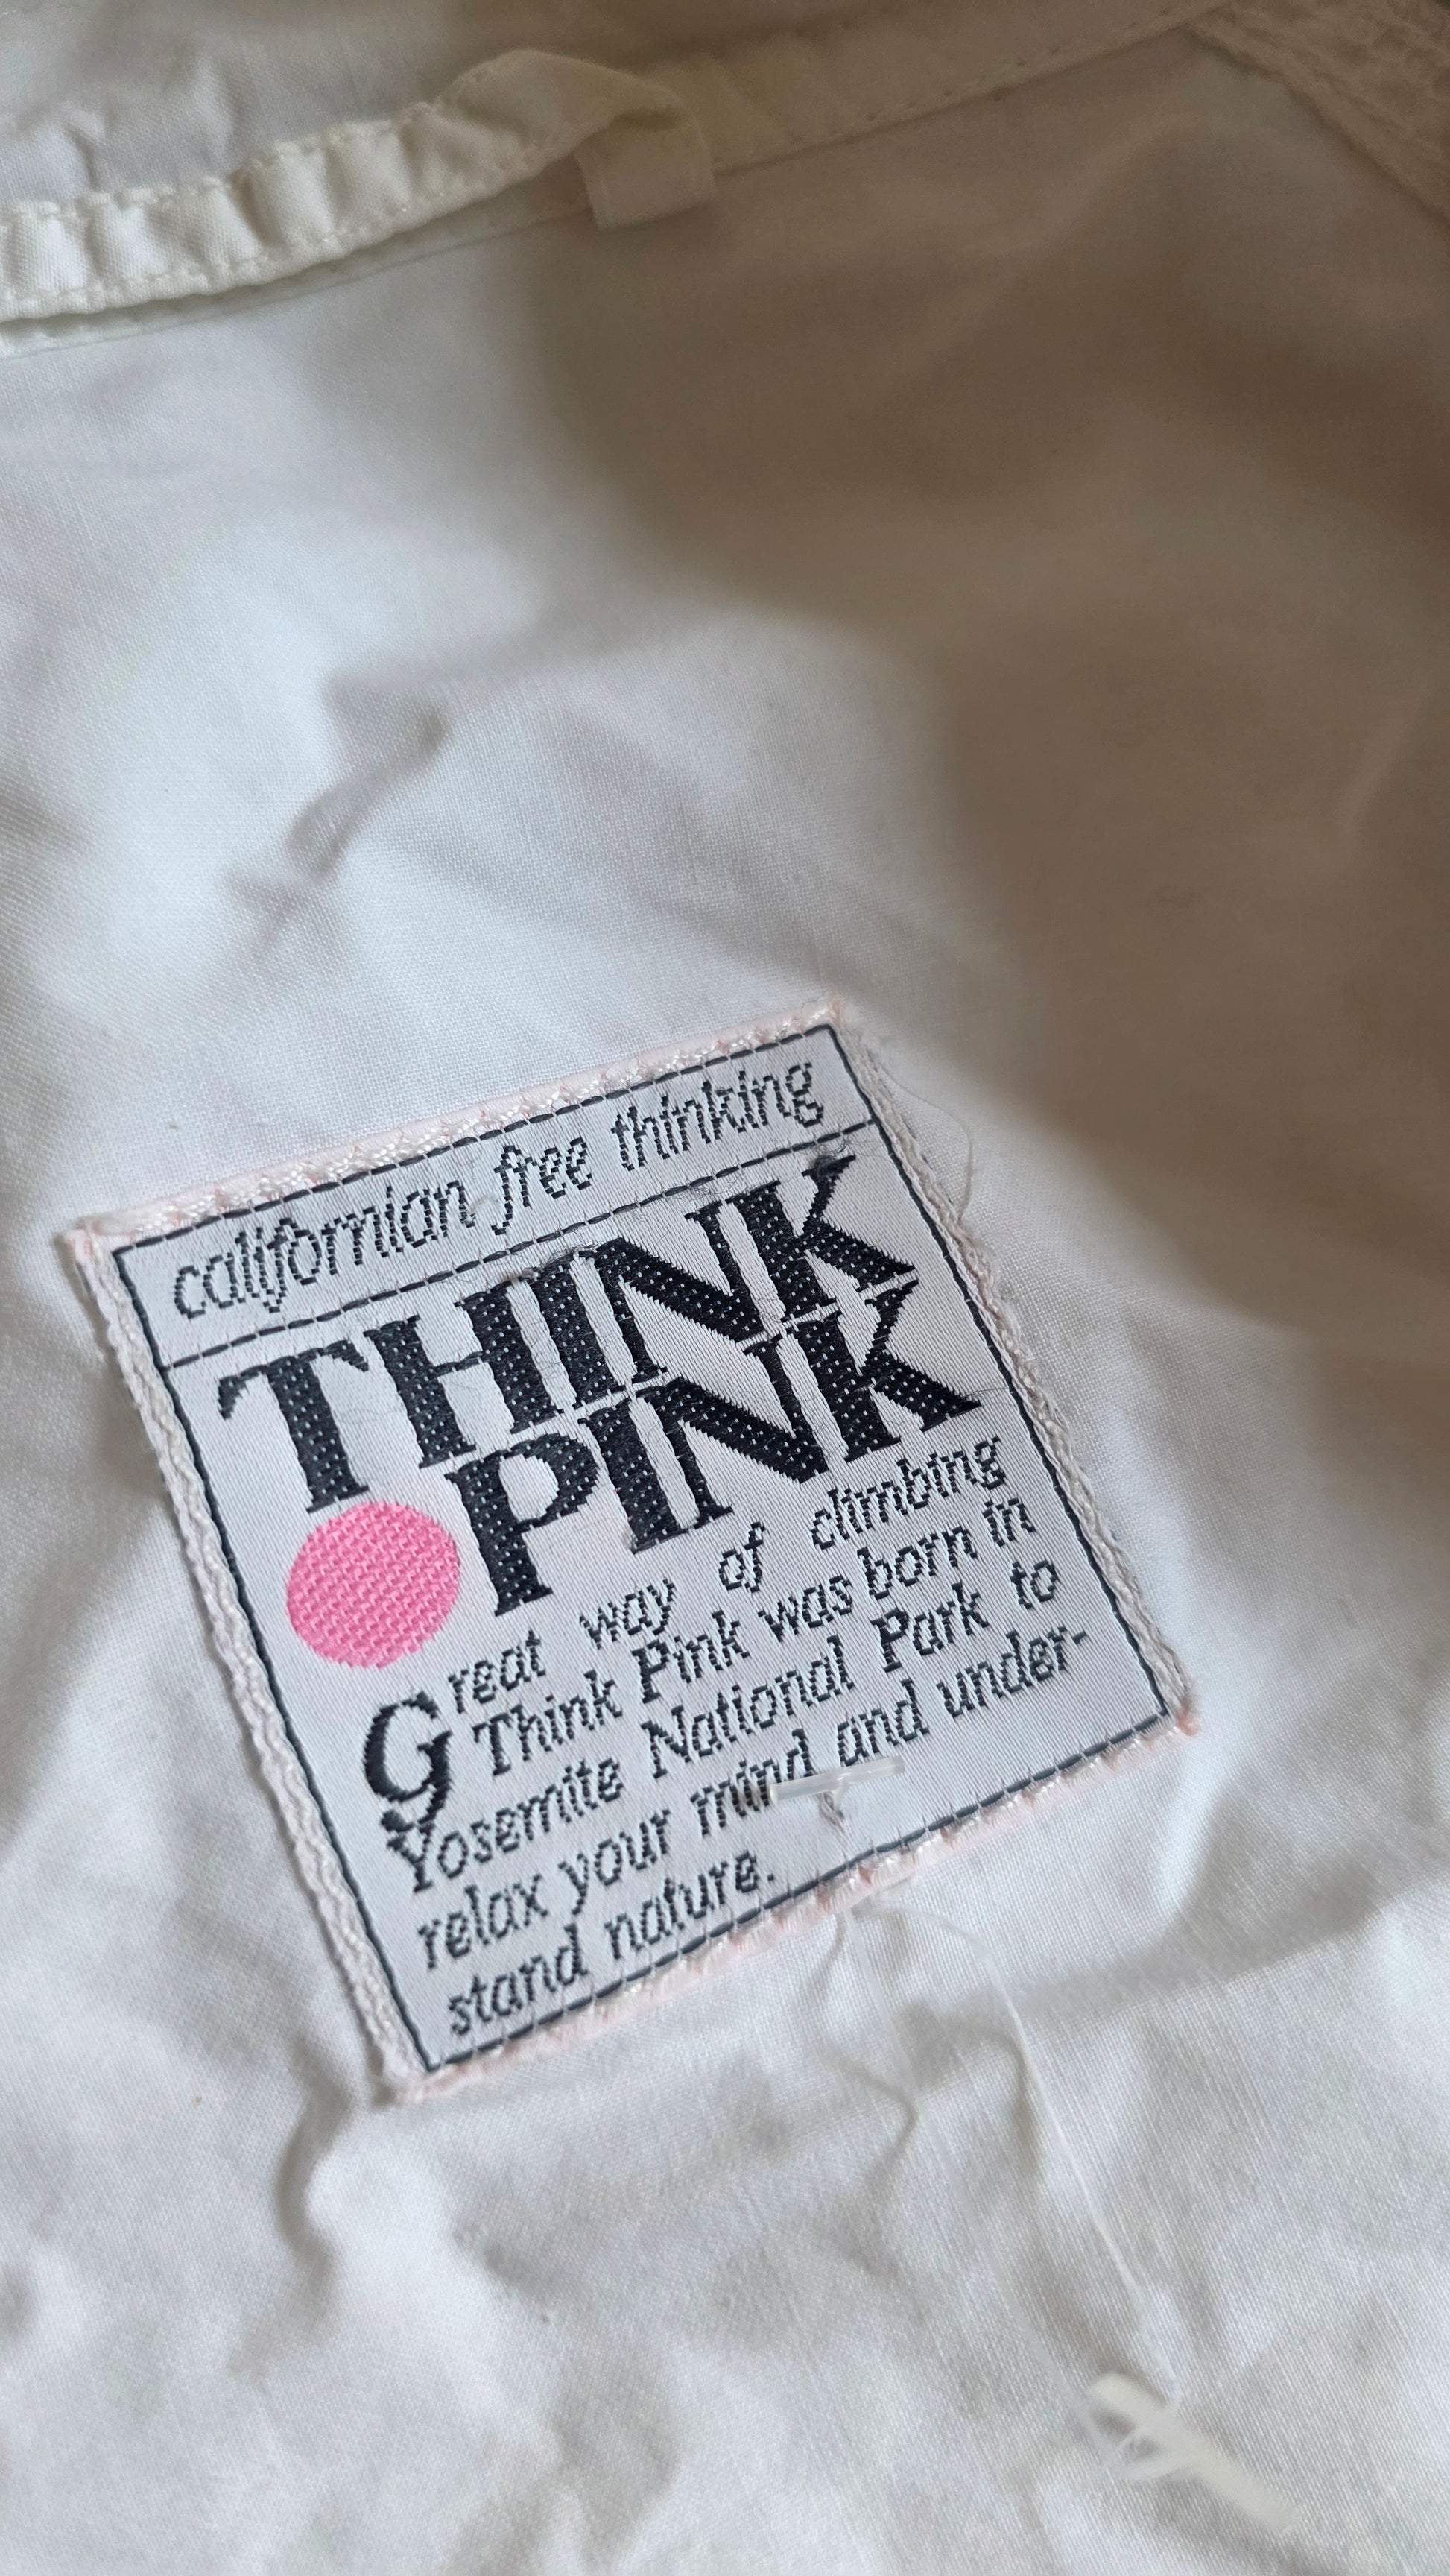 californian free thinking
THINK
PINK
Great way of climbing
Think Pink was born in
Yosemite National Park to
relax your mind and under-
stand nature.